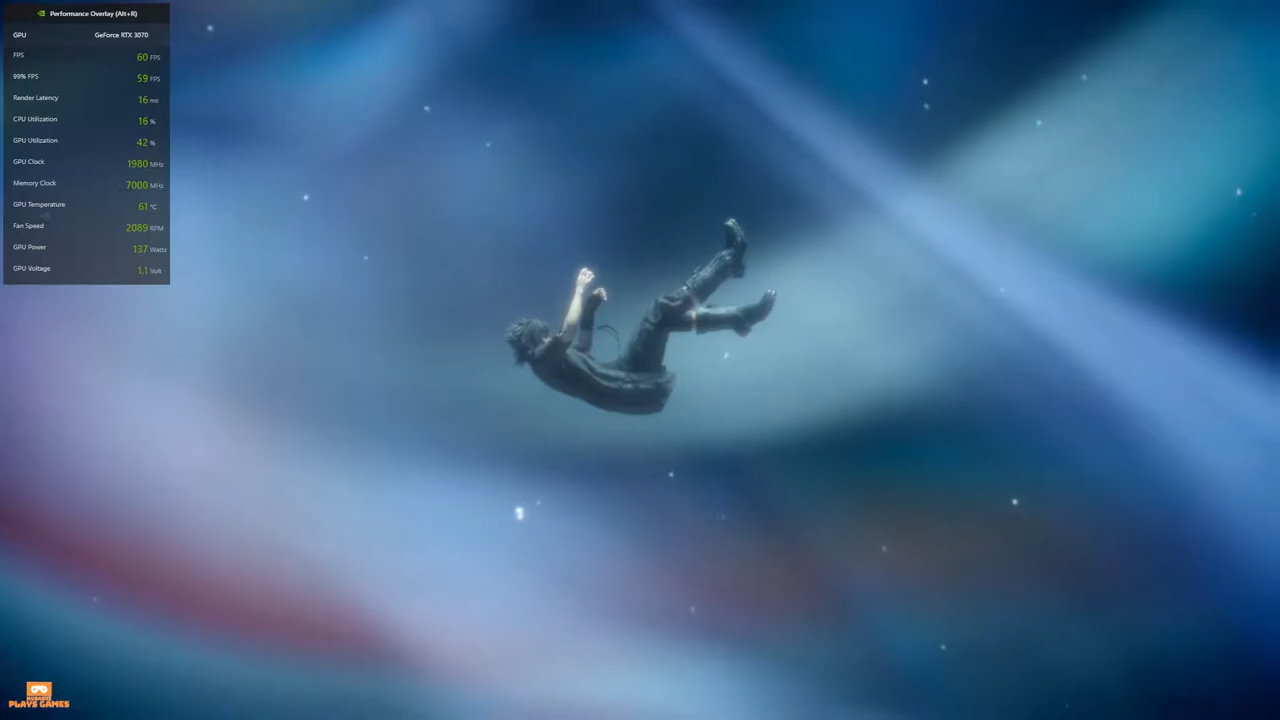 Performance Overlay (Alt+R)
GPU GeForce RTX 3070
FPS 60 FPS
99% FPS 59 FPS
Render Latency 16 ms
CPU Utilization 16 %
GPU Utilization 42 %
GPU Clock 1980 MHz
Memory Clock 7000 MHz
GPU Temperature 61 °C
Fan Speed 2089 RPM
GPU Power 137 Watts
GPU Voltage 1,1 Volt
PLAYS GAMES